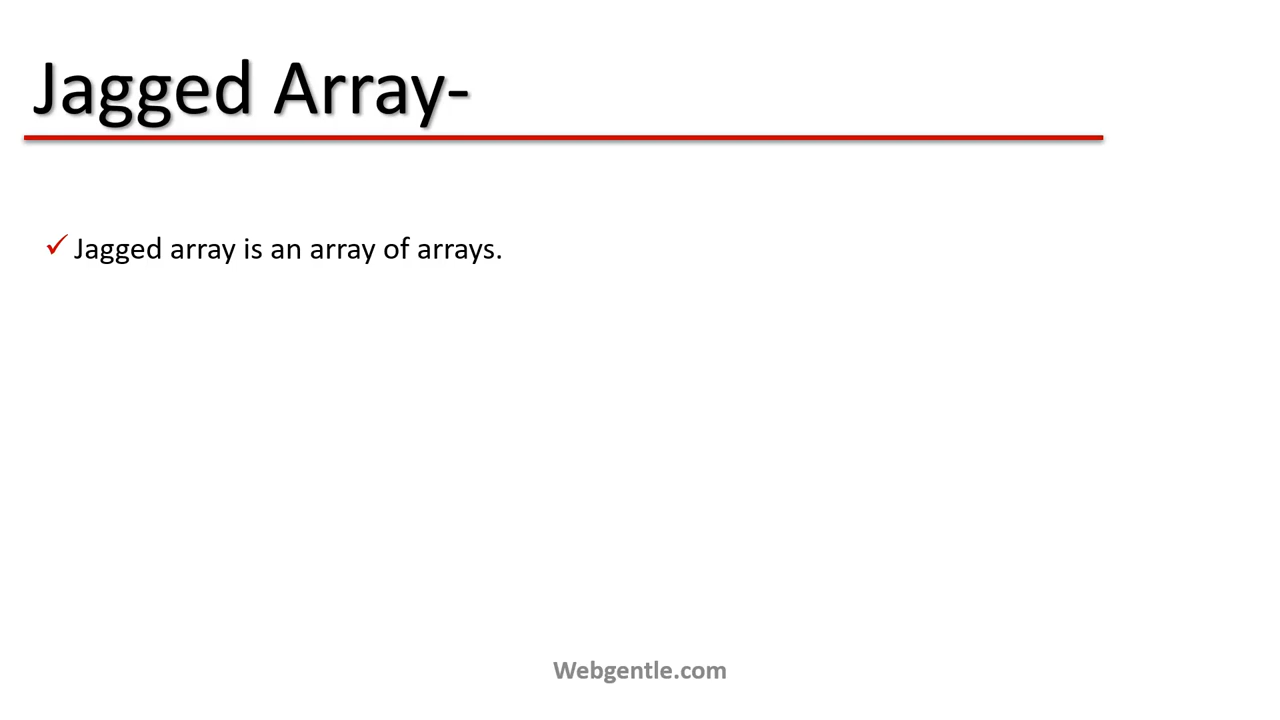 Jagged Array-
✓ Jagged array is an array of arrays.
Webgentle.com